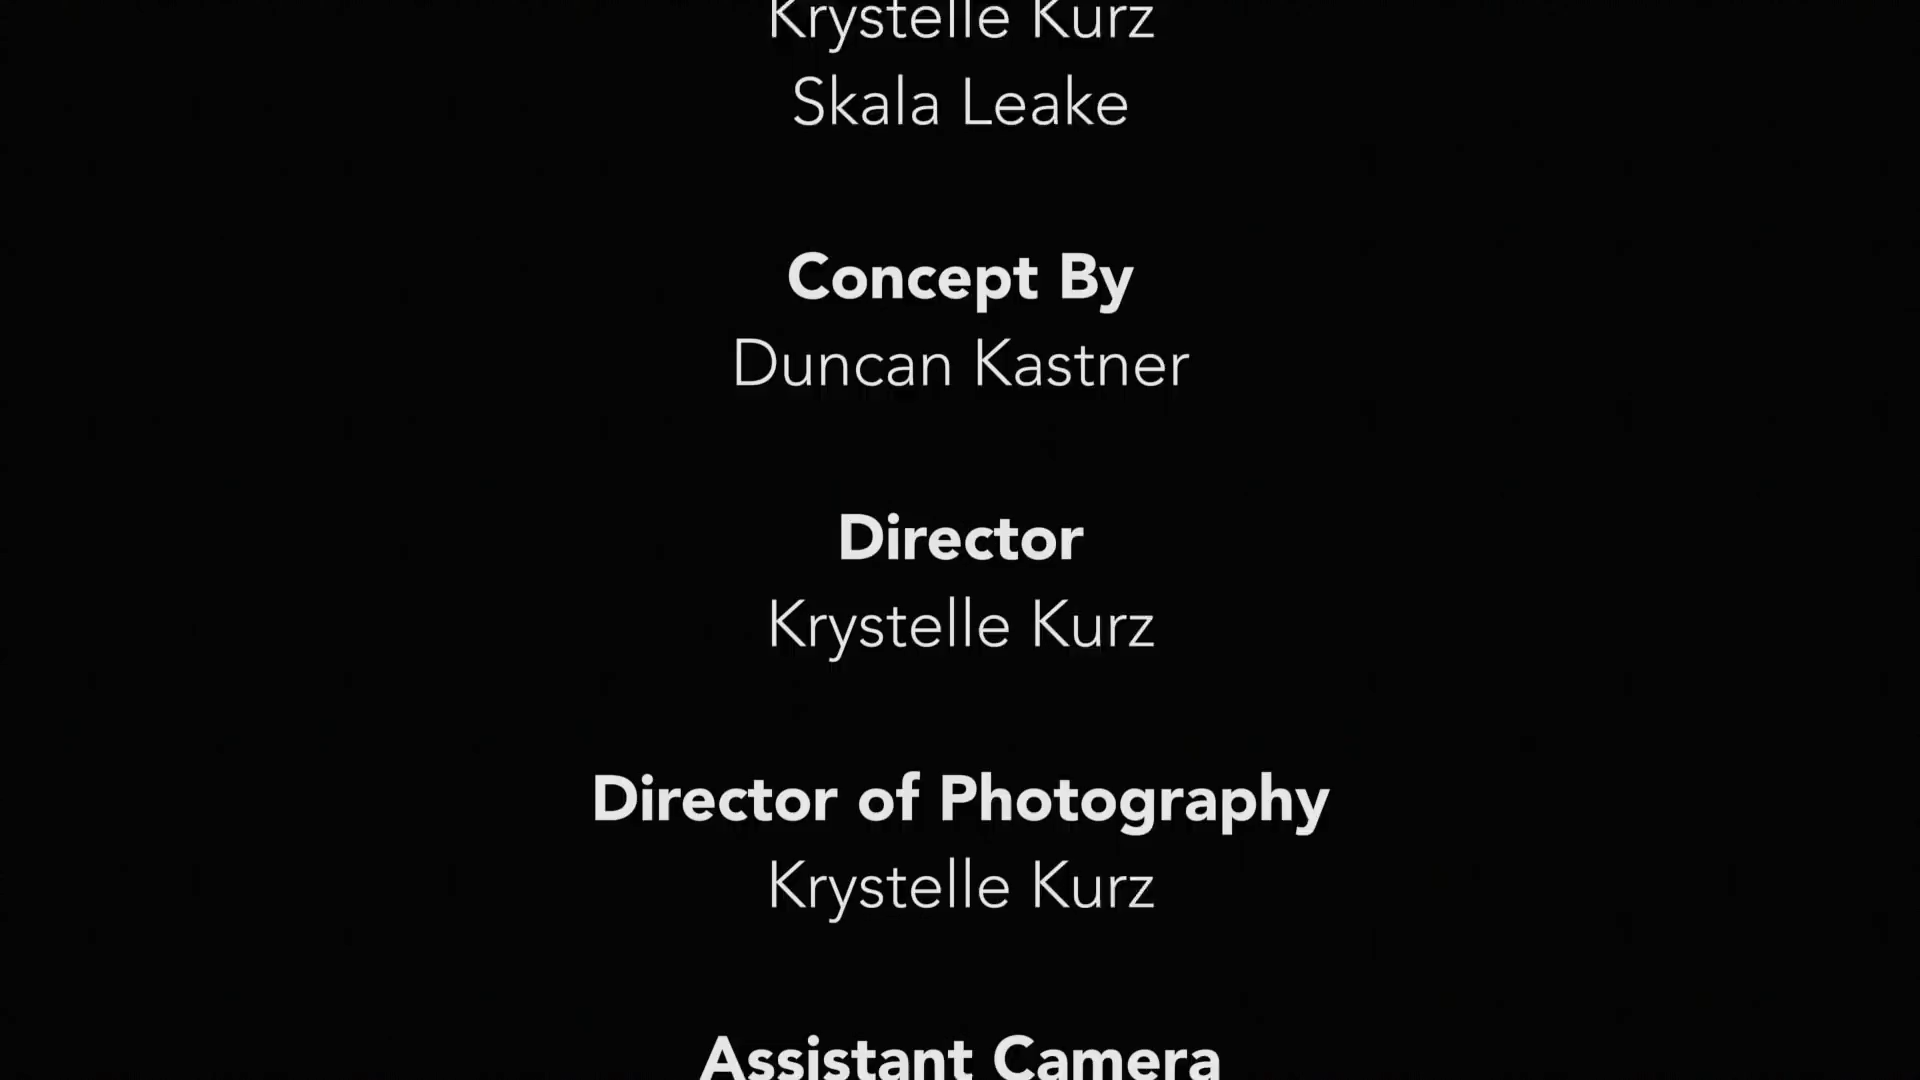 Krystelle Kurz
Skala Leake
Concept By
Duncan Kastner
Director
Krystelle Kurz
Director of Photography
Krystelle Kurz
Assistant Camera